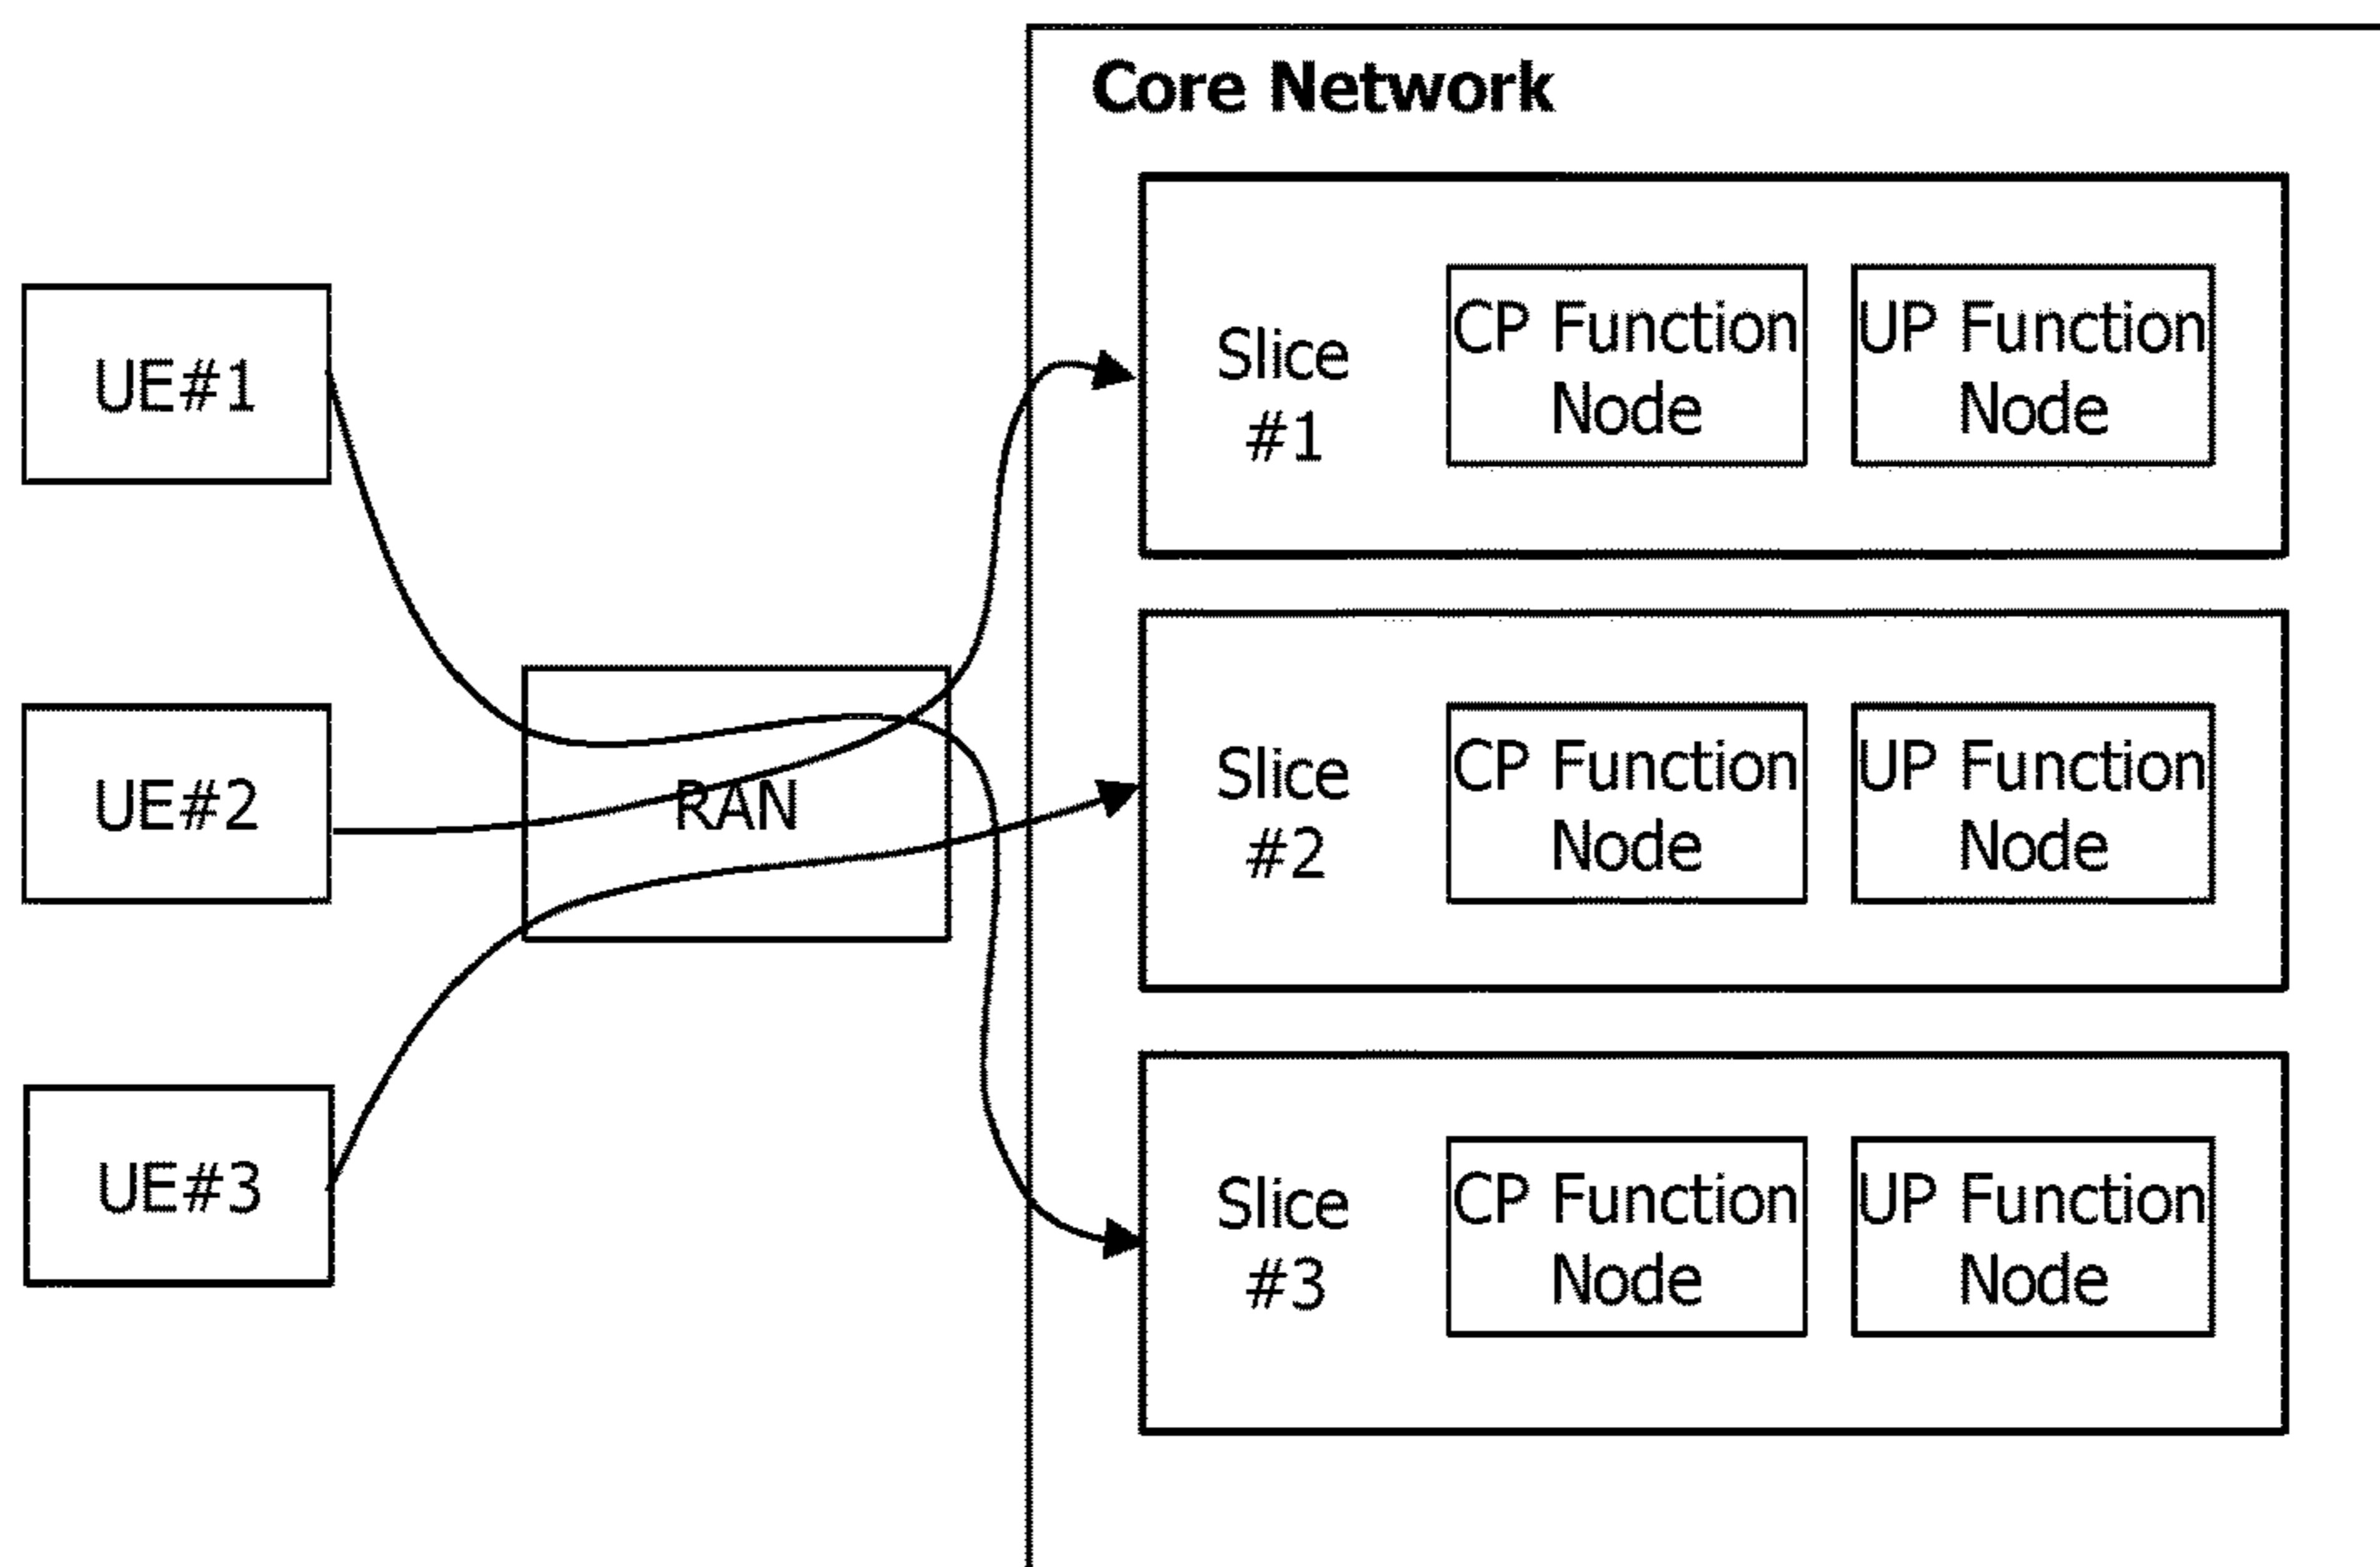 Core Network
UE#1
UE#2
UE#3
RAN
Slice
#1
CP Function
Node
UP Function
Node
Slice
#2
CP Function
Node
UP Function
Node
Slice
#3
CP Function
Node
UP Function
Node